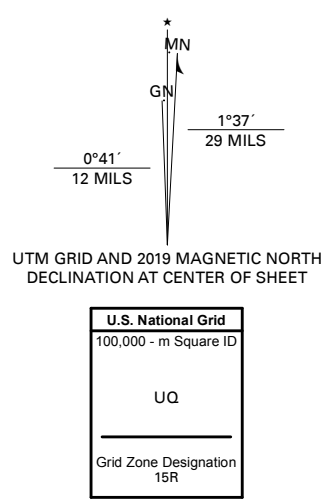 ★
MN
GN
1°37´
29 MILS
0°41´
12 MILS
UTM GRID AND 2019 MAGNETIC NORTH
DECLINATION AT CENTER OF SHEET
U.S. National Grid
100,000 - m Square ID
UQ
Grid Zone Designation
15R